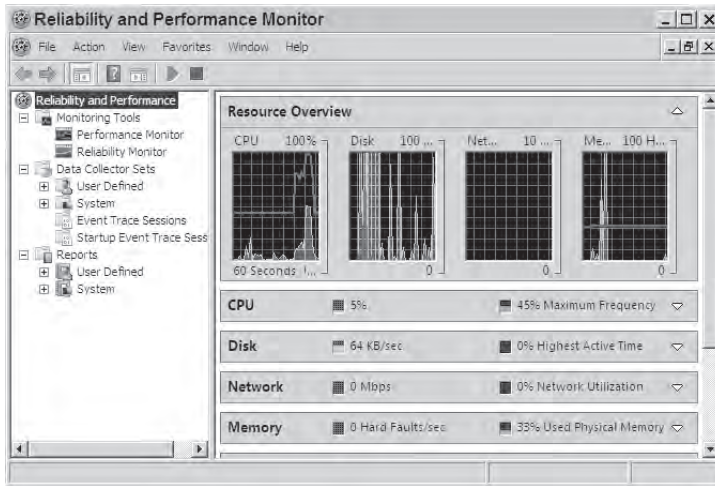 Reliability and Performance Monitor
File Action View Favorites Window Help
Reliability and Performance
Monitoring Tools
Performance Monitor
Reliability Monitor
Data Collector Sets
User Defined
System
Event Trace Sessions
Startup Event Trace Sess
Reports
User Defined
System
Resource Overview
CPU 100%
Disk 100 ...
Net... 10 ...
Me... 100 H...
60 Seconds
0
0
0
CPU 5% 45% Maximum Frequency
Disk 64 KB/sec 0% Highest Active Time
Network 0 Mbps 0% Network Utilization
Memory 0 Hard Faults/sec 33% Used Physical Memory